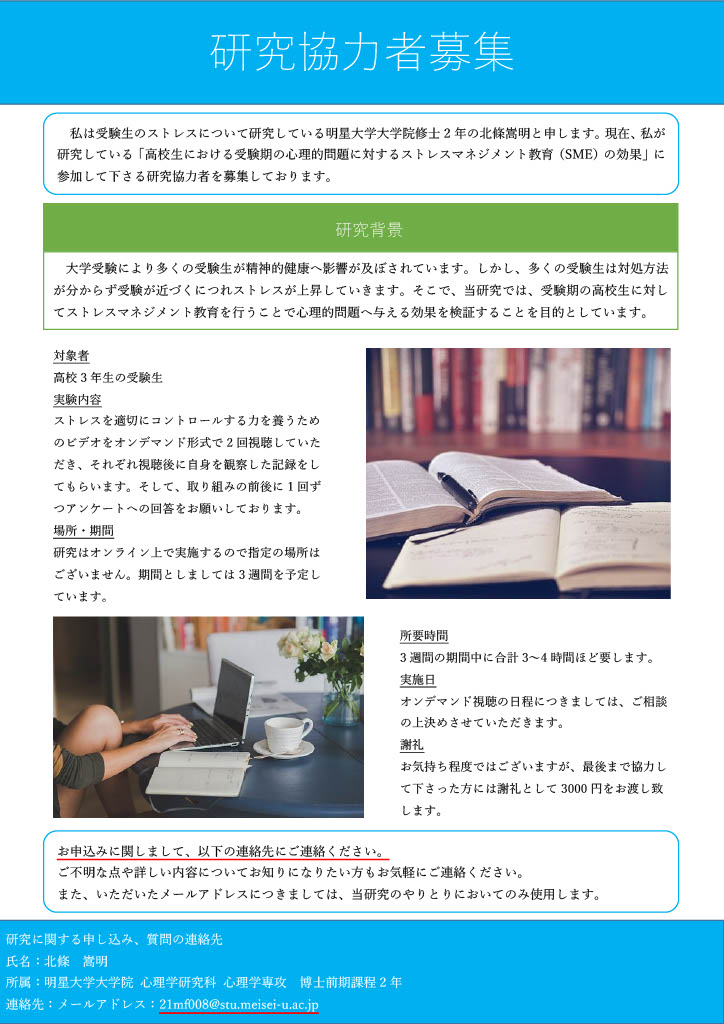 研究協力者募集
私は受験生のストレスについて研究している明星大学大学院修士2年の北條嵩明と申します。現在、私が
研究している「高校生における受験期の心理的問題に対するストレスマネジメント教育（SME）の効果」に
参加して下さる研究協力者を募集しております。
研究背景
大学受験により多くの受験生が精神的健康へ影響が及ぼされています。しかし、多くの受験生は対処方法
が分からず受験が近づくにつれストレスが上昇していきます。そこで、当研究では、受験期の高校生に対し
てストレスマネジメント教育を行うことで心理的問題へ与える効果を検証することを目的としています。
対象者
高校3年生の受験生
実験内容
ストレスを適切にコントロールする力を養うため
のビデオをオンデマンド形式で2回視聴していた
だき、それぞれ視聴後に自身を観察した記録をし
てもらいます。そして、取り組みの前後に1回ず
つアンケートへの回答をお願いしております。
場所・期間
研究はオンライン上で実施するので指定の場所は
ございません。期間としましては3週間を予定し
ています。
所要時間
3週間の期間中に合計3～4時間ほど要します。
実施日
オンデマンド視聴の日程につきましては、ご相談
の上決めさせていただきます。
謝礼
お気持ち程度ではございますが、最後まで協力し
て下さった方には謝礼として3000円をお渡し致
します。
お申込みに関しまして、以下の連絡先にご連絡ください。
ご不明な点や詳しい内容についてお知りになりたい方もお気軽にご連絡ください。
また、いただいたメールアドレスにつきましては、当研究のやりとりにおいてのみ使用します。
研究に関する申し込み、質問の連絡先
氏名：北條　嵩明
所属：明星大学大学院 心理学研究科 心理学専攻　博士前期課程2年
連絡先：メールアドレス：21mf008@stu.meisei-u.ac.jp